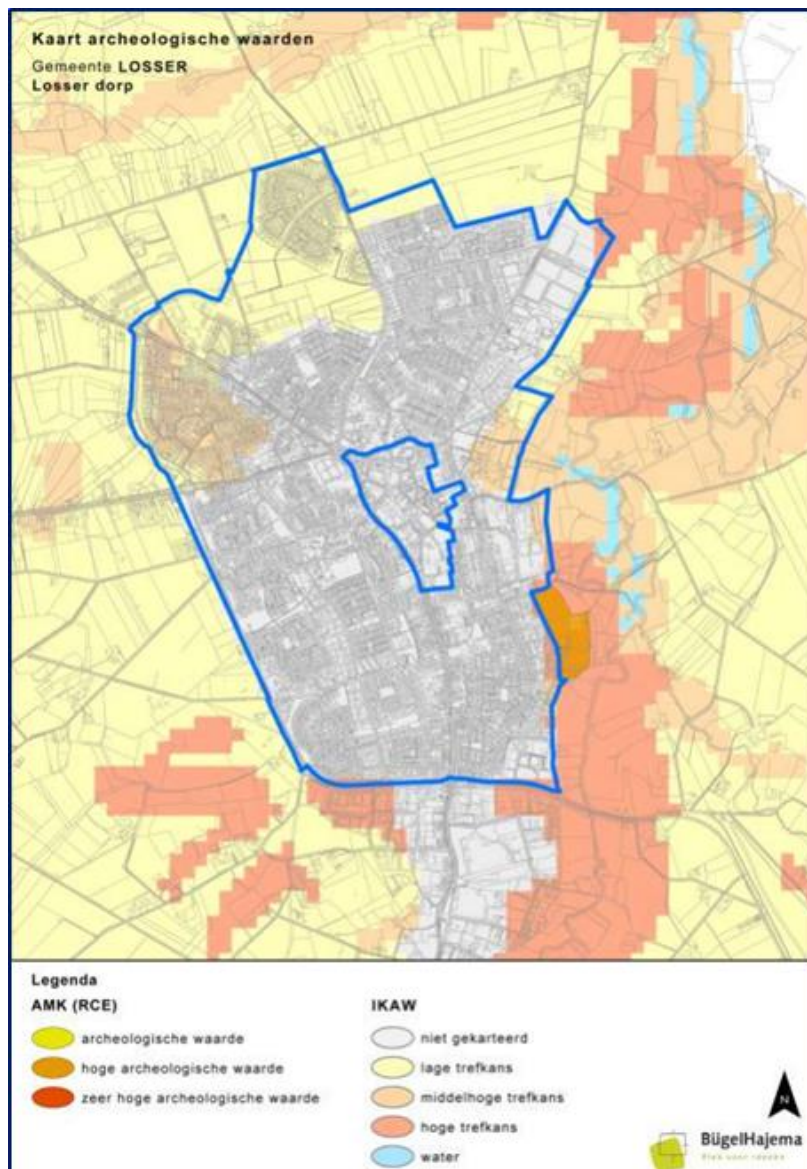 Kaart archeologische waarden
Gemeente LOSSER
Losser dorp
Legenda
AMK (RCE)
archeologische waarde
hoge archeologische waarde
zeer hoge archeologische waarde
IKAW
niet gekarteerd
lage trefkans
middelhoge trefkans
hoge trefkans
water
N
BügelHajema